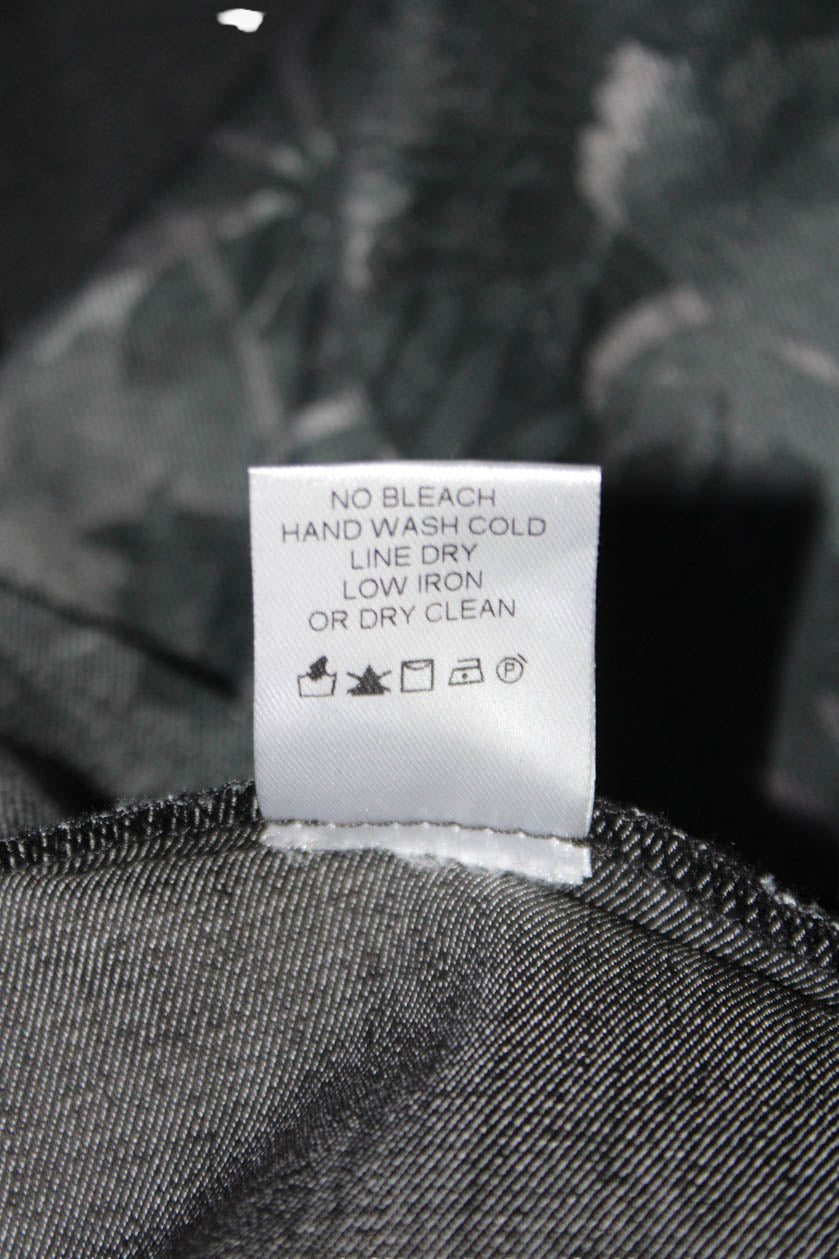 NO BLEACH
HAND WASH COLD
LINE DRY
LOW IRON
OR DRY CLEAN
P